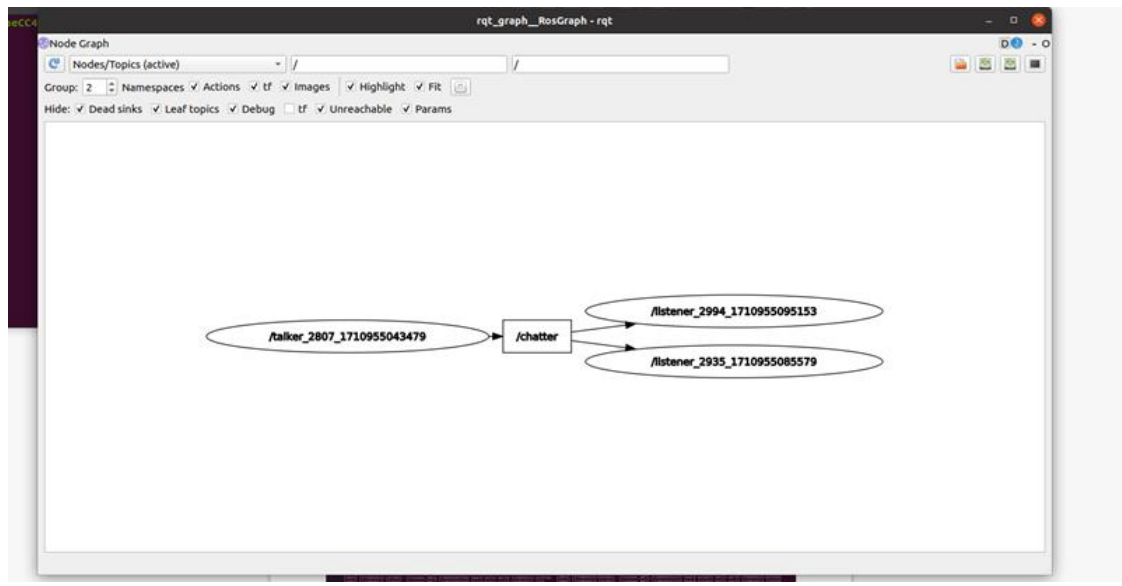 aeCC4
rqt_graph__RosGraph - rqt
Node Graph
D - O
Nodes/Topics (active) / /
Group: 2 Namespaces Actions tf Images Highlight Fit
Hide: Dead sinks Leaf topics Debug tf Unreachable Params
/listener_2994_1710955095153
/talker_2807_1710955043479 /chatter
/listener_2935_1710955085579